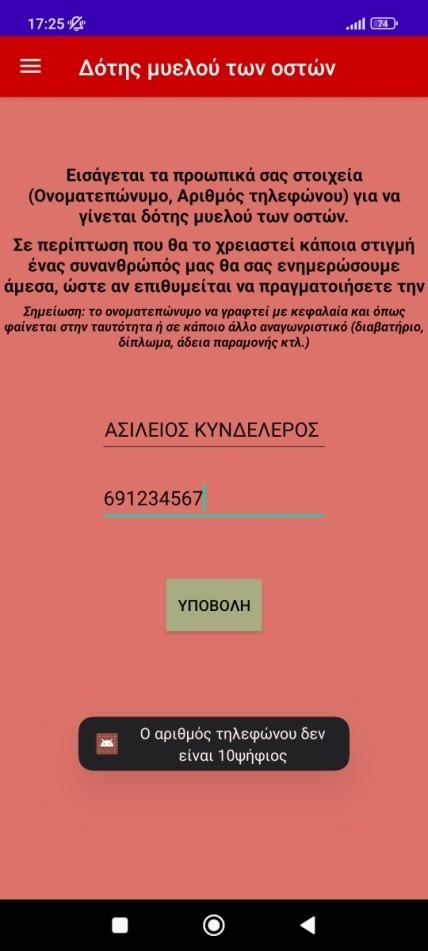 17:25 74
Δότης μυελού των οστών
Εισάγεται τα προωπικά σας στοιχεία
(Ονοματεπώνυμο, Αριθμός τηλεφώνου) για να
γίνεται δότης μυελού των οστών.
Σε περίπτωση που θα το χρειαστεί κάποια στιγμή
ένας συνανθρώπός μας θα σας ενημερώσουμε
άμεσα, ώστε αν επιθυμείται να πραγματοιήσετε την
Σημείωση: το ονοματεπώνυμο να γραφτεί με κεφαλαία και όπως
φαίνεται στην ταυτότητα ή σε κάποιο άλλο αναγωνριστικό (διαβατήριο,
δίπλωμα, άδεια παραμονής κτλ.)
ΑΣΙΛΕΙΟΣ ΚΥΝΔΕΛΕΡΟΣ
691234567
ΥΠΟΒΟΛΗ
Ο αριθμός τηλεφώνου δεν
είναι 10ψήφιος